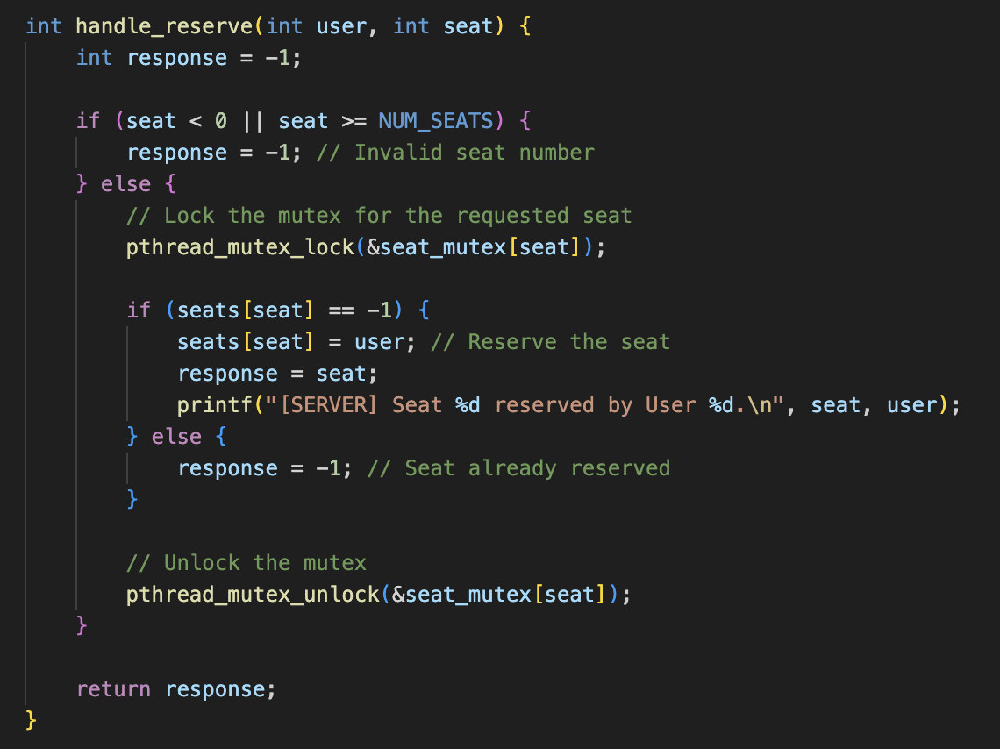 int handle_reserve(int user, int seat) {
    int response = -1;

    if (seat < 0 || seat >= NUM_SEATS) {
        response = -1; // Invalid seat number
    } else {
        // Lock the mutex for the requested seat
        pthread_mutex_lock(&seat_mutex[seat]);

        if (seats[seat] == -1) {
            seats[seat] = user; // Reserve the seat
            response = seat;
            printf("[SERVER] Seat %d reserved by User %d.\n", seat, user);
        } else {
            response = -1; // Seat already reserved
        }

        // Unlock the mutex
        pthread_mutex_unlock(&seat_mutex[seat]);
    }

    return response;
}